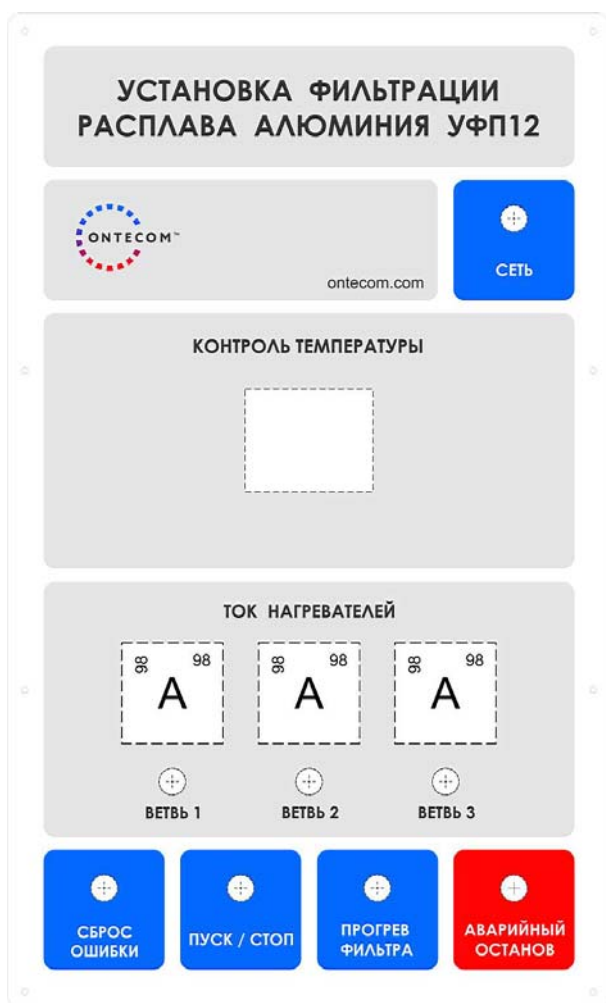 УСТАНОВКА ФИЛЬТРАЦИИ
РАСПЛАВА АЛЮМИНИЯ УФП12
ONTECOM™
ontecom.com
СЕТЬ
КОНТРОЛЬ ТЕМПЕРАТУРЫ
ТОК НАГРЕВАТЕЛЕЙ
98 98 98 98 98 98
A A A
ВЕТВЬ 1 ВЕТВЬ 2 ВЕТВЬ 3
СБРОС
ОШИБКИ
ПУСК / СТОП
ПРОГРЕВ
ФИЛЬТРА
АВАРИЙНЫЙ
ОСТАНОВ